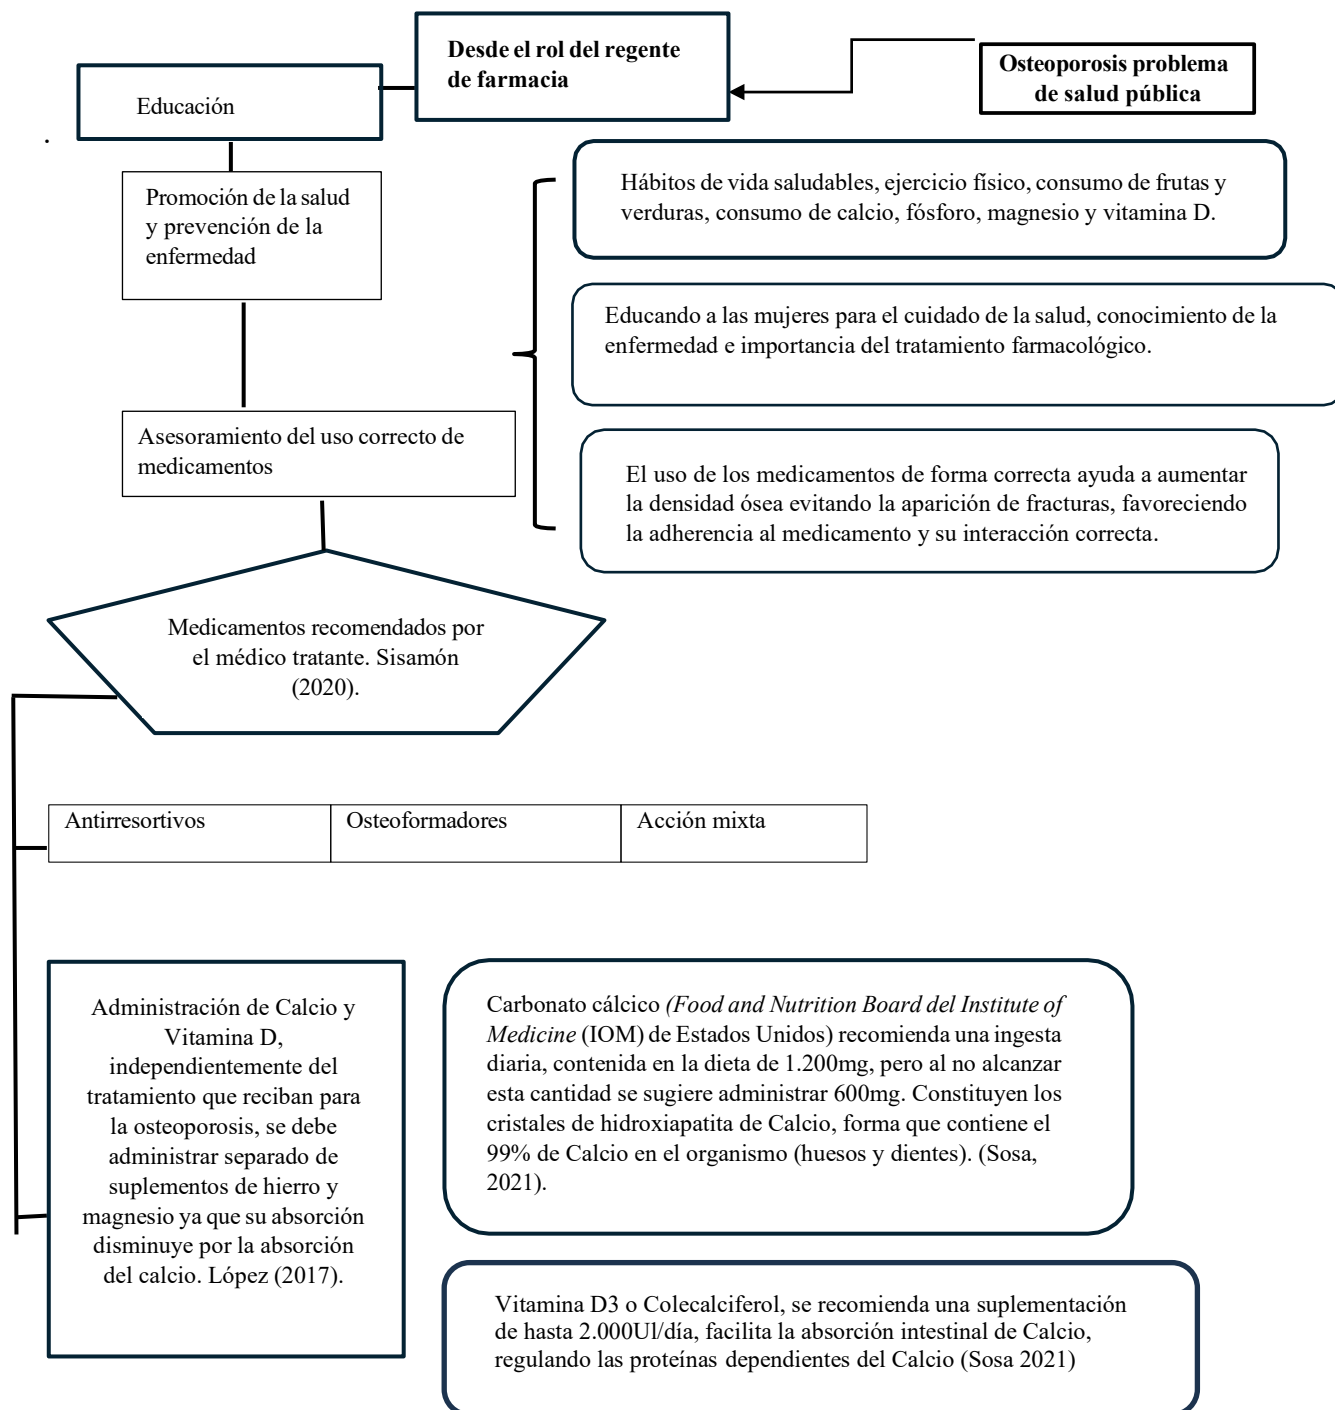 Desde el rol del regente
de farmacia
Osteoporosis problema
de salud pública
Educación
.
Promoción de la salud
y prevención de la
enfermedad
Hábitos de vida saludables, ejercicio físico, consumo de frutas y
verduras, consumo de calcio, fósforo, magnesio y vitamina D.
Educando a las mujeres para el cuidado de la salud, conocimiento de la
enfermedad e importancia del tratamiento farmacológico.
Asesoramiento del uso correcto de
medicamentos
El uso de los medicamentos de forma correcta ayuda a aumentar
la densidad ósea evitando la aparición de fracturas, favoreciendo
la adherencia al medicamento y su interacción correcta.
Medicamentos recomendados por
el médico tratante. Sisamón
(2020).
Antirresortivos
Osteoformadores
Acción mixta
Administración de Calcio y
Vitamina D,
independientemente del
tratamiento que reciban para
la osteoporosis, se debe
administrar separado de
suplementos de hierro y
magnesio ya que su absorción
disminuye por la absorción
del calcio. López (2017).
Carbonato cálcico (Food and Nutrition Board del Institute of
Medicine (IOM) de Estados Unidos) recomienda una ingesta
diaria, contenida en la dieta de 1.200mg, pero al no alcanzar
esta cantidad se sugiere administrar 600mg. Constituyen los
cristales de hidroxiapatita de Calcio, forma que contiene el
99% de Calcio en el organismo (huesos y dientes). (Sosa,
2021).
Vitamina D3 o Colecalciferol, se recomienda una suplementación
de hasta 2.000Ul/día, facilita la absorción intestinal de Calcio,
regulando las proteínas dependientes del Calcio (Sosa 2021)